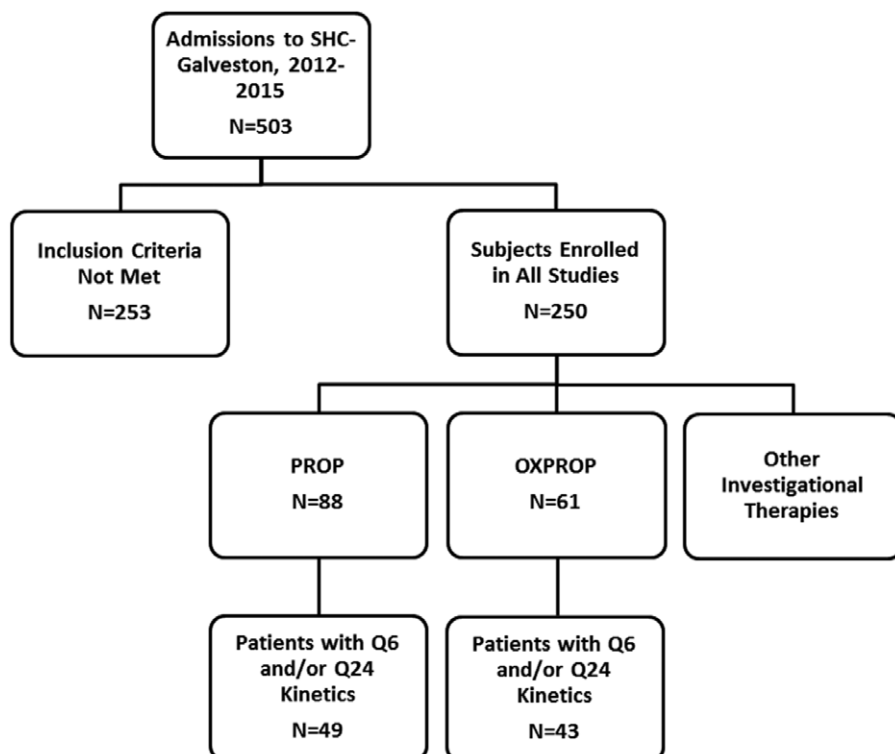 Admissions to SHC-
Galveston, 2012-
2015
N=503
Inclusion Criteria
Not Met
N=253
Subjects Enrolled
in All Studies
N=250
PROP
N=88
OXPROP
N=61
Other
Investigational
Therapies
Patients with Q6
and/or Q24
Kinetics
N=49
Patients with Q6
and/or Q24
Kinetics
N=43